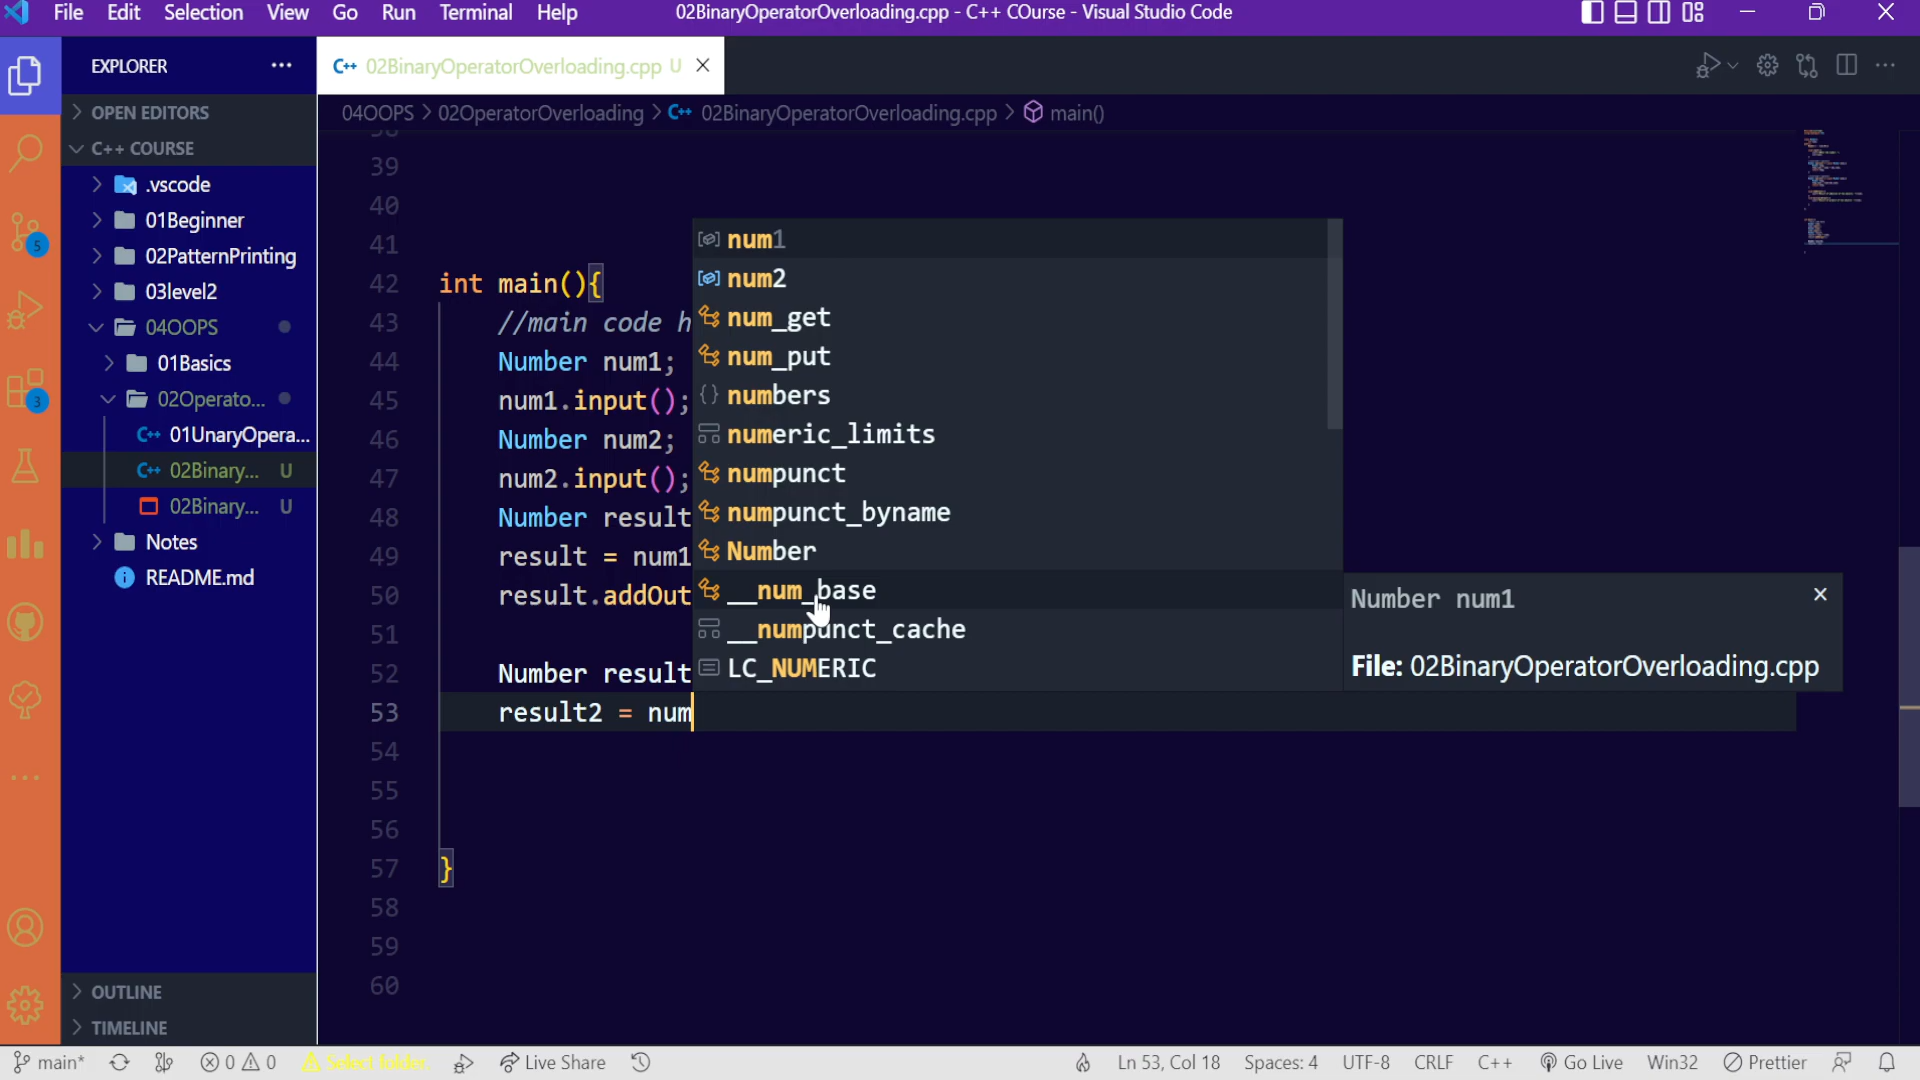 File Edit Selection View Go Run Terminal Help 02BinaryOperatorOverloading.cpp - C++ COurse - Visual Studio Code
EXPLORER ...
C++ 02BinaryOperatorOverloading.cpp U
OPEN EDITORS
04OOPS > 02OperatorOverloading > C++ 02BinaryOperatorOverloading.cpp > main()
C++ COURSE
.vscode
01Beginner
02PatternPrinting
03level2
04OOPS
01Basics
02Operato...
C++ 01UnaryOpera...
C++ 02Binary... U
02Binary... U
Notes
README.md
OUTLINE
TIMELINE
5
3
39
40
41
42 int main(){
43 //main code h
44 Number num1;
45 num1.input();
46 Number num2;
47 num2.input();
48 Number result
49 result = num1
50 result.addOut
51
52 Number result
53 result2 = num
54
55
56
57 }
58
59
60
num1
num2
num_get
num_put
numbers
numeric_limits
numpunct
numpunct_byname
Number
__num_base
__numpunct_cache
LC_NUMERIC
Number num1
File: 02BinaryOperatorOverloading.cpp
main* 0 0 Select folder. Live Share Ln 53, Col 18 Spaces: 4 UTF-8 CRLF C++ Go Live Win32 Prettier